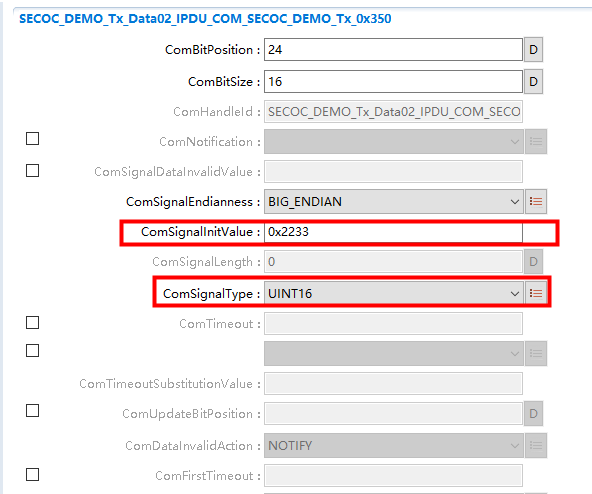 SECOC_DEMO_Tx_Data02_IPDU_COM_SECOC_DEMO_Tx_0x350
ComBitPosition : 24 D
ComBitSize : 16 D
ComHandleId : SECOC_DEMO_Tx_Data02_IPDU_COM_SECO
ComNotification :
ComSignalDataInvalidValue :
ComSignalEndianness : BIG_ENDIAN
ComSignalInitValue : 0x2233
ComSignalLength : 0 D
ComSignalType : UINT16
ComTimeout :
:
ComTimeoutSubstitutionValue :
ComUpdateBitPosition : D
ComDataInvalidAction : NOTIFY
ComFirstTimeout :